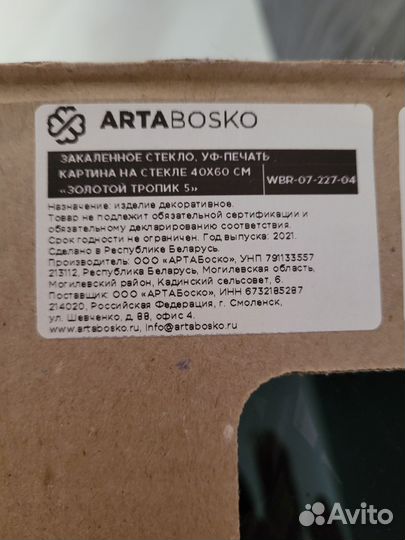 ARTABOSKO
ЗАКАЛЕННОЕ СТЕКЛО. УФ-ПЕЧАТЬ
КАРТИНА НА СТЕКЛЕ 40X60 СМ
«ЗОЛОТОЙ ТРОПИК 5»
WBR-07-227-04
Назначение: изделие декоративное.
Товар не подлежит обязательной сертификации и
обязательному декларированию соответствия.
Срок годности не ограничен. Год выпуска: 2021.
Сделано в Республике Беларусь.
Производитель: ООО «АРТАБоско», УНП 791133557
213112, Республика Беларусь, Могилевская область,
Могилевский район, Кадинский сельсовет, 6.
Поставщик: ООО «АРТАБоско», ИНН 6732185287
214020, Российская Федерация, г. Смоленск,
ул. Шевченко, д. 88, офис 4.
www.artabosko.ru, info@artabosko.ru
Avito